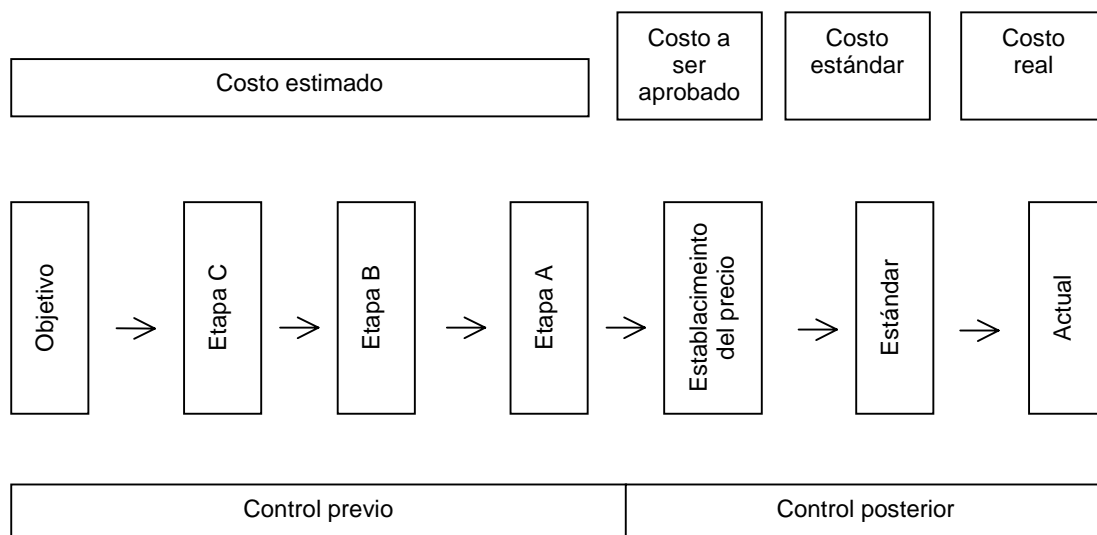 Costo estimado
Costo a
ser
aprobado
Costo
estándar
Costo
real
Objetivo
Etapa C
Etapa B
Etapa A
Establacimeinto
del precio
Estándar
Actual
Control previo
Control posterior